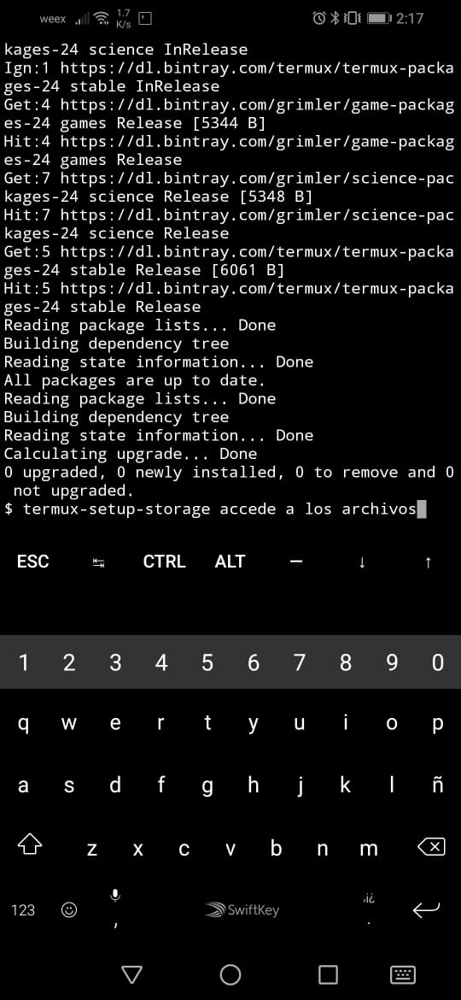 weex 1.7 K/s 2:17
kages-24 science InRelease
Ign:1 https://dl.bintray.com/termux/termux-packa
ges-24 stable InRelease
Get:4 https://dl.bintray.com/grimler/game-packag
es-24 games Release [5344 B]
Hit:4 https://dl.bintray.com/grimler/game-packag
es-24 games Release
Get:7 https://dl.bintray.com/grimler/science-pac
kages-24 science Release [5348 B]
Hit:7 https://dl.bintray.com/grimler/science-pac
kages-24 science Release
Get:5 https://dl.bintray.com/termux/termux-packa
ges-24 stable Release [6061 B]
Hit:5 https://dl.bintray.com/termux/termux-packa
ges-24 stable Release
Reading package lists... Done
Building dependency tree
Reading state information... Done
All packages are up to date.
Reading package lists... Done
Building dependency tree
Reading state information... Done
Calculating upgrade... Done
0 upgraded, 0 newly installed, 0 to remove and 0
 not upgraded.
$ termux-setup-storage accede a los archivos
ESC ↹ CTRL ALT — ↓ ↑
1 2 3 4 5 6 7 8 9 0
q w e r t y u i o p
a s d f g h j k l ñ
z x c v b n m
123 , SwiftKey ,!¿ .